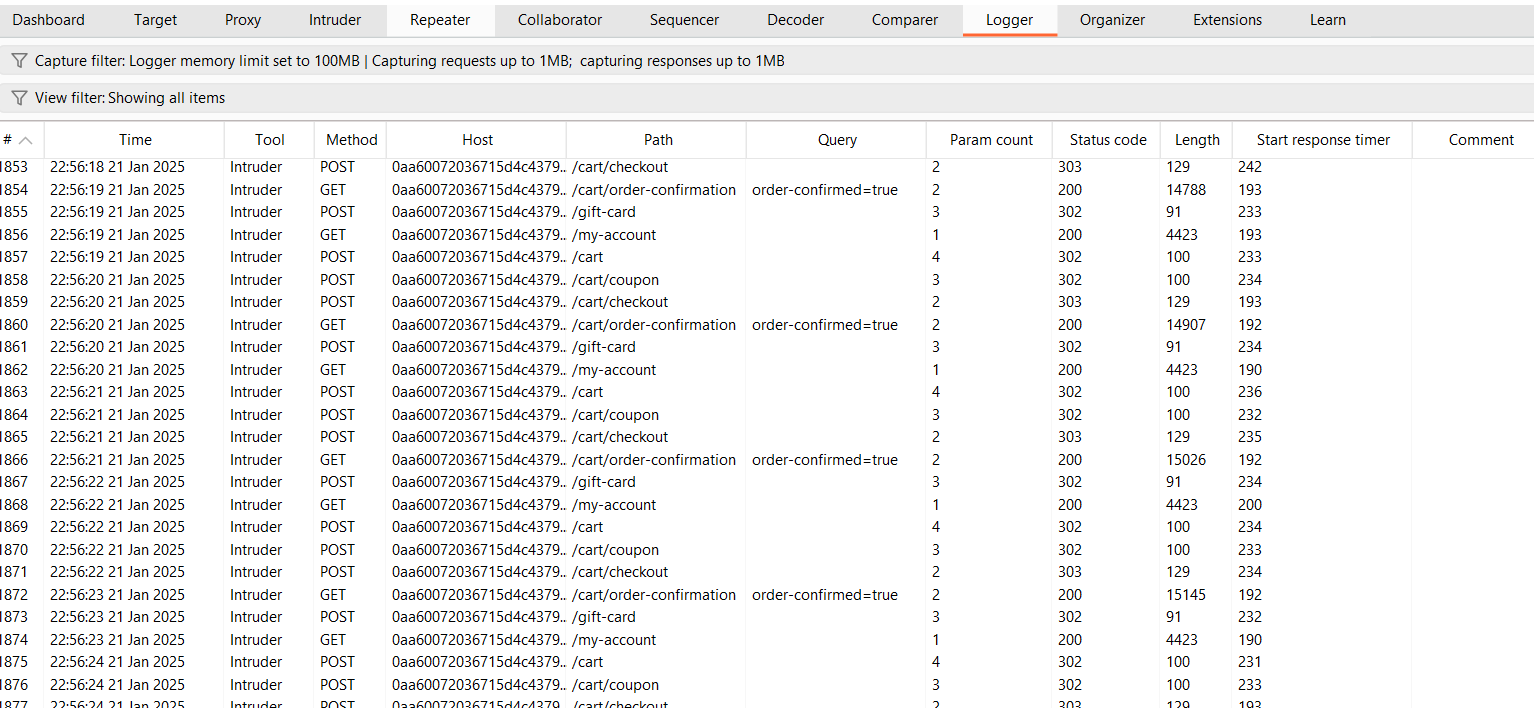 Dashboard Target Proxy Intruder Repeater Collaborator Sequencer Decoder Comparer Logger Organizer Extensions Learn
Capture filter: Logger memory limit set to 100MB | Capturing requests up to 1MB; capturing responses up to 1MB
View filter: Showing all items
# Time Tool Method Host Path Query Param count Status code Length Start response timer Comment
1853 22:56:18 21 Jan 2025 Intruder POST 0aa60072036715d4c4379... /cart/checkout 2 303 129 242
1854 22:56:19 21 Jan 2025 Intruder GET 0aa60072036715d4c4379... /cart/order-confirmation order-confirmed=true 2 200 14788 193
1855 22:56:19 21 Jan 2025 Intruder POST 0aa60072036715d4c4379... /gift-card 3 302 91 233
1856 22:56:19 21 Jan 2025 Intruder GET 0aa60072036715d4c4379... /my-account 1 200 4423 193
1857 22:56:19 21 Jan 2025 Intruder POST 0aa60072036715d4c4379... /cart 4 302 100 233
1858 22:56:20 21 Jan 2025 Intruder POST 0aa60072036715d4c4379... /cart/coupon 3 302 100 234
1859 22:56:20 21 Jan 2025 Intruder POST 0aa60072036715d4c4379... /cart/checkout 2 303 129 193
1860 22:56:20 21 Jan 2025 Intruder GET 0aa60072036715d4c4379... /cart/order-confirmation order-confirmed=true 2 200 14907 192
1861 22:56:20 21 Jan 2025 Intruder POST 0aa60072036715d4c4379... /gift-card 3 302 91 234
1862 22:56:20 21 Jan 2025 Intruder GET 0aa60072036715d4c4379... /my-account 1 200 4423 190
1863 22:56:21 21 Jan 2025 Intruder POST 0aa60072036715d4c4379... /cart 4 302 100 236
1864 22:56:21 21 Jan 2025 Intruder POST 0aa60072036715d4c4379... /cart/coupon 3 302 100 232
1865 22:56:21 21 Jan 2025 Intruder POST 0aa60072036715d4c4379... /cart/checkout 2 303 129 235
1866 22:56:21 21 Jan 2025 Intruder GET 0aa60072036715d4c4379... /cart/order-confirmation order-confirmed=true 2 200 15026 192
1867 22:56:22 21 Jan 2025 Intruder POST 0aa60072036715d4c4379... /gift-card 3 302 91 234
1868 22:56:22 21 Jan 2025 Intruder GET 0aa60072036715d4c4379... /my-account 1 200 4423 200
1869 22:56:22 21 Jan 2025 Intruder POST 0aa60072036715d4c4379... /cart 4 302 100 234
1870 22:56:22 21 Jan 2025 Intruder POST 0aa60072036715d4c4379... /cart/coupon 3 302 100 233
1871 22:56:22 21 Jan 2025 Intruder POST 0aa60072036715d4c4379... /cart/checkout 2 303 129 234
1872 22:56:23 21 Jan 2025 Intruder GET 0aa60072036715d4c4379... /cart/order-confirmation order-confirmed=true 2 200 15145 192
1873 22:56:23 21 Jan 2025 Intruder POST 0aa60072036715d4c4379... /gift-card 3 302 91 232
1874 22:56:23 21 Jan 2025 Intruder GET 0aa60072036715d4c4379... /my-account 1 200 4423 190
1875 22:56:24 21 Jan 2025 Intruder POST 0aa60072036715d4c4379... /cart 4 302 100 231
1876 22:56:24 21 Jan 2025 Intruder POST 0aa60072036715d4c4379... /cart/coupon 3 302 100 233
1877 22:56:24 21 Jan 2025 Intruder POST 0aa60072036715d4c4379... /cart/checkout 2 303 129 193